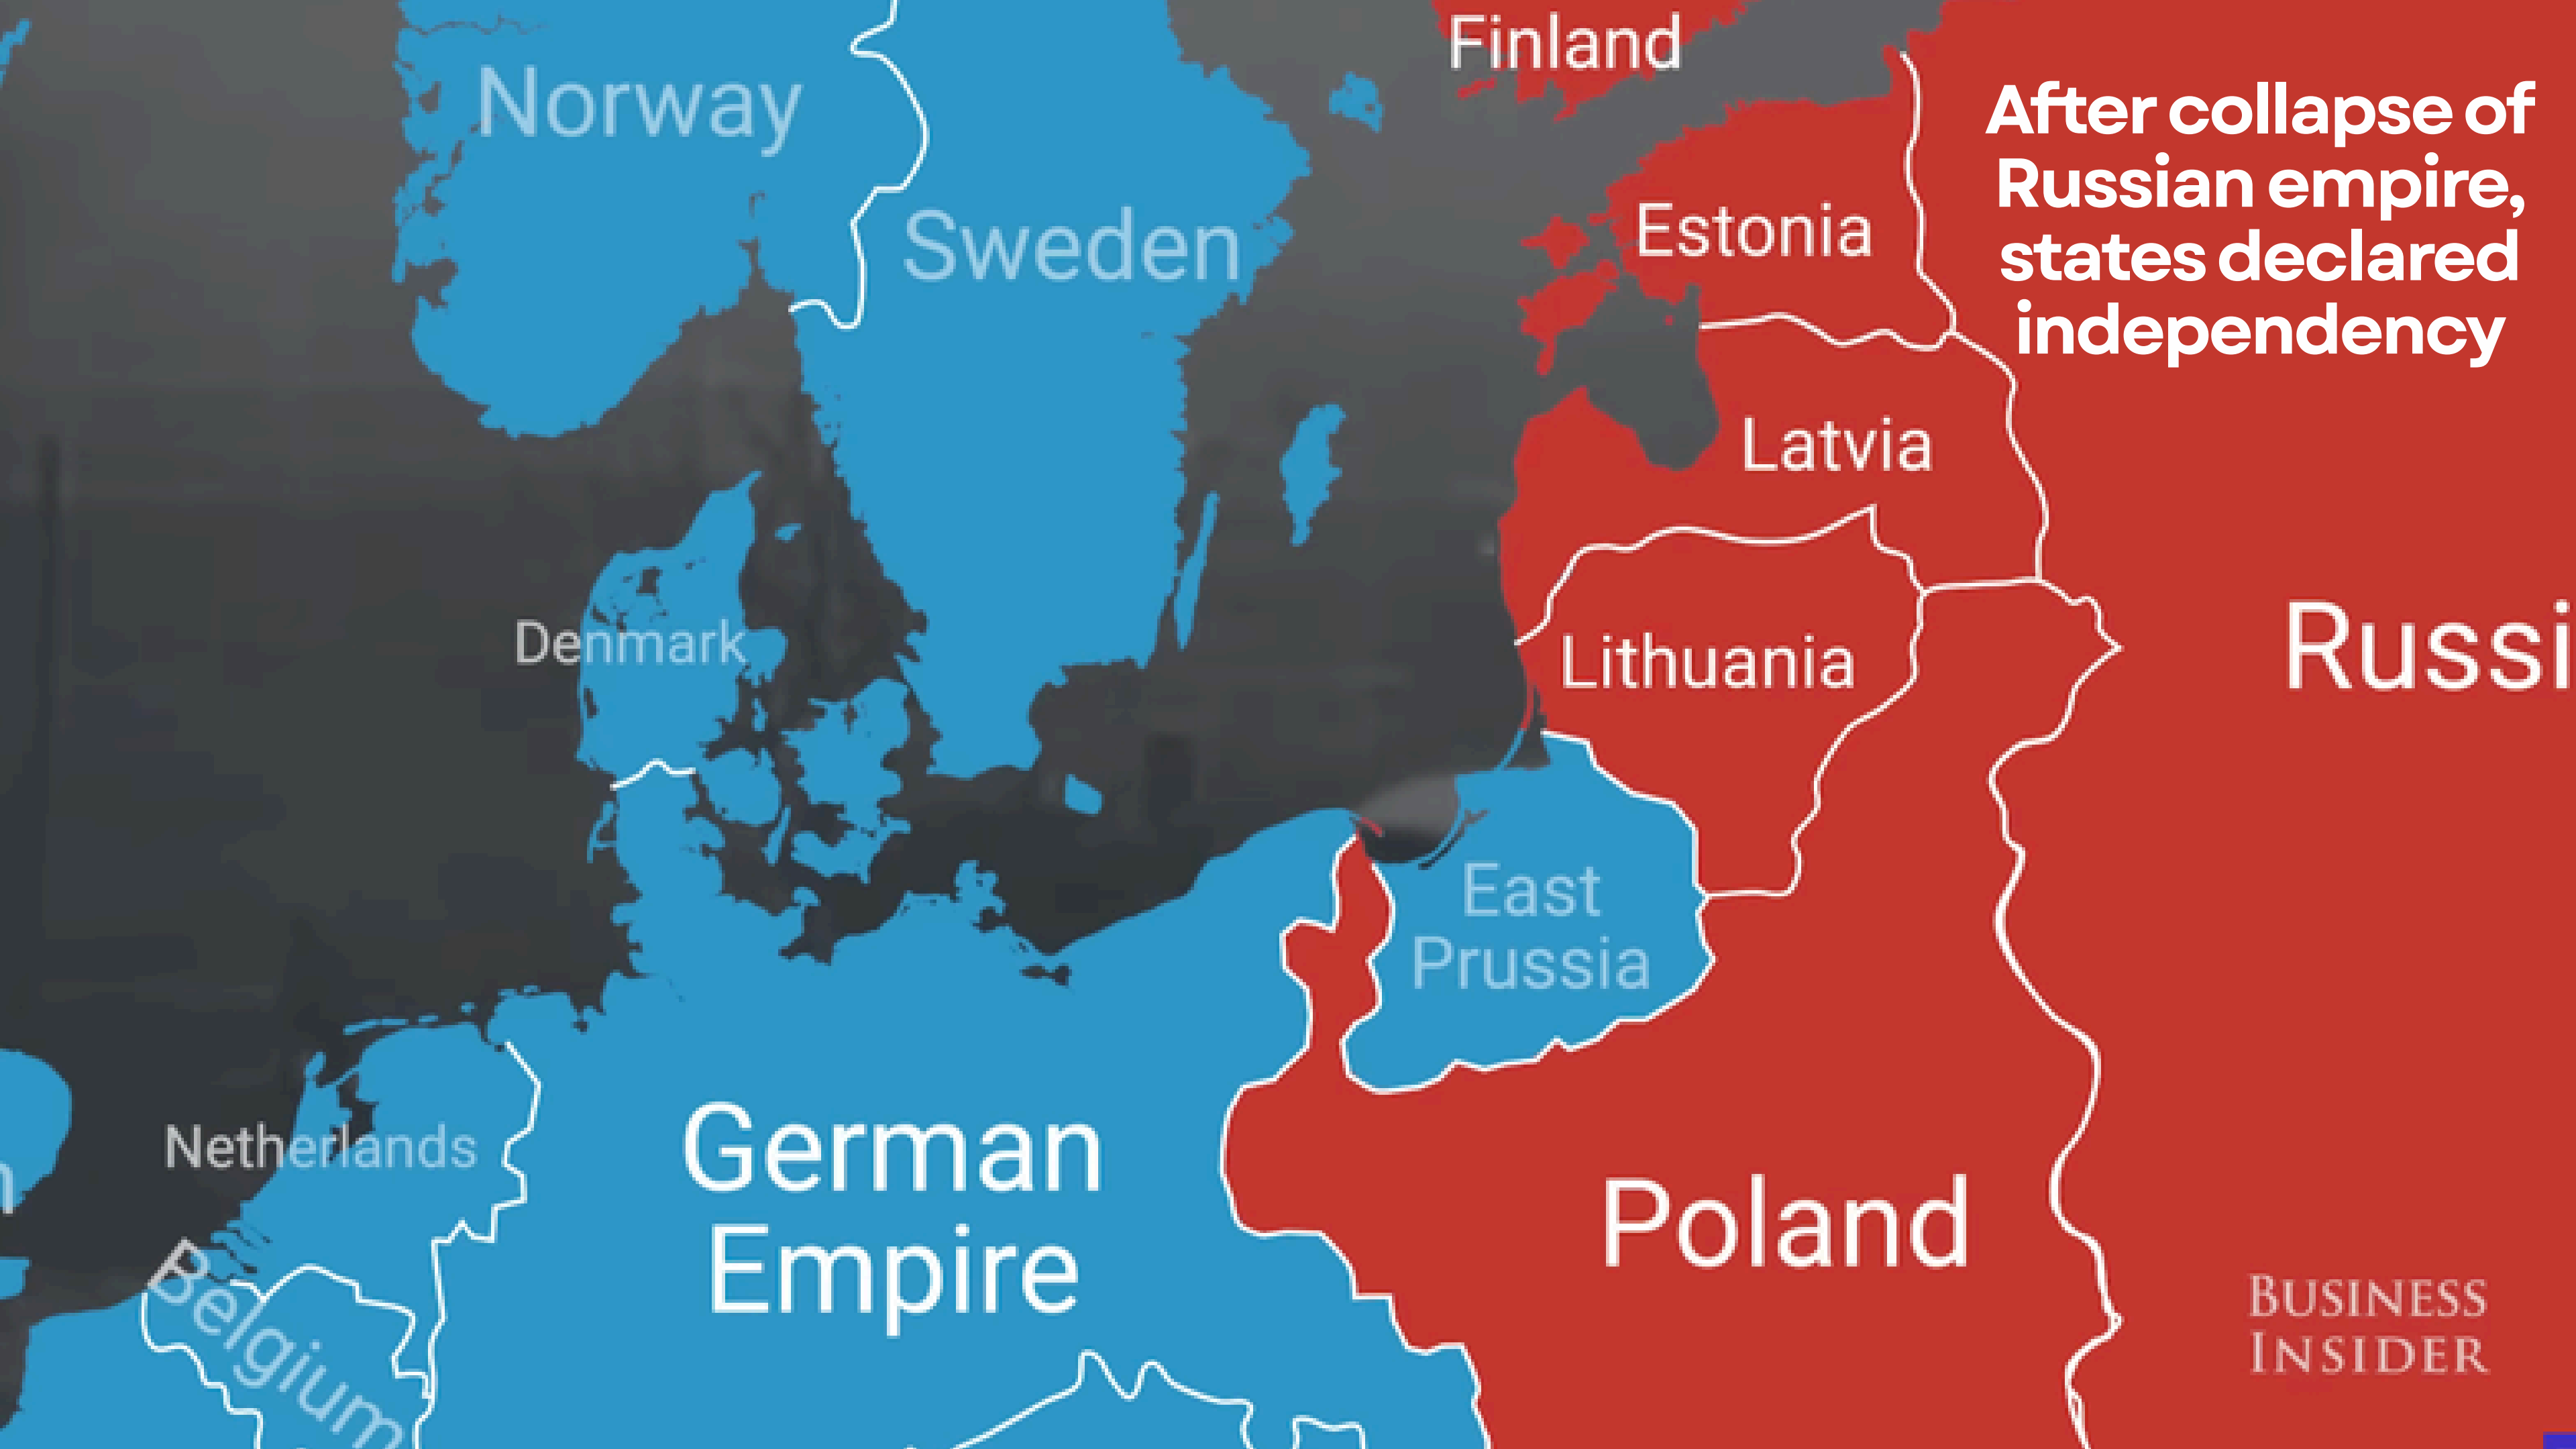 Finland
After collapse of
Russian empire,
states declared
independency
Norway
Sweden
Estonia
Latvia
Denmark
Lithuania
Russi
East
Prussia
Netherlands
German
Empire
Poland
Belgium
BUSINESS
INSIDER